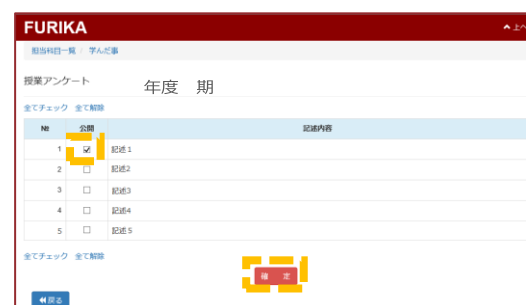 FURIKA
上へ
担当科目一覧 / 学んだ事
授業アンケート
年度 期
全てチェック 全て解除
№ 公開 記述内容
1 記述１
2 記述2
3 記述3
4 記述4
5 記述５
全てチェック 全て解除
確 定
戻る